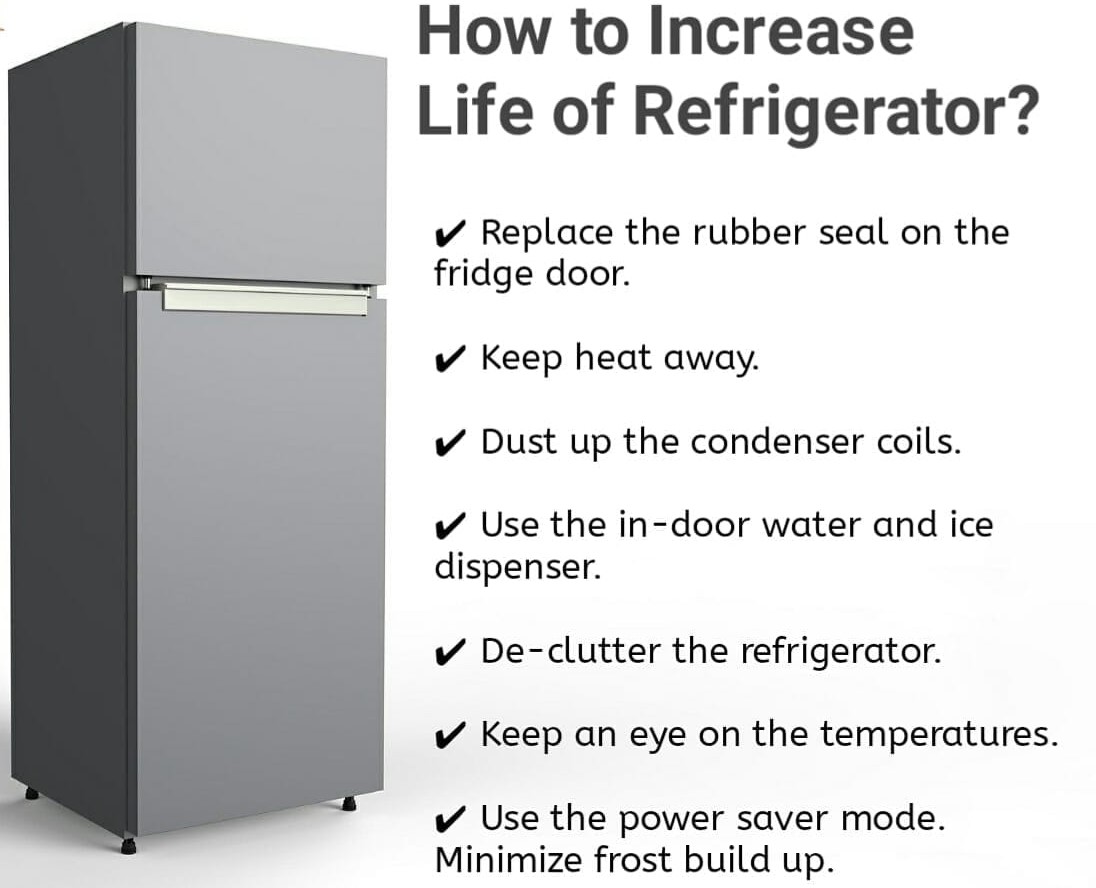 How to Increase
Life of Refrigerator?
✔ Replace the rubber seal on the
fridge door.
✔ Keep heat away.
✔ Dust up the condenser coils.
✔ Use the in-door water and ice
dispenser.
✔ De-clutter the refrigerator.
✔ Keep an eye on the temperatures.
✔ Use the power saver mode.
Minimize frost build up.